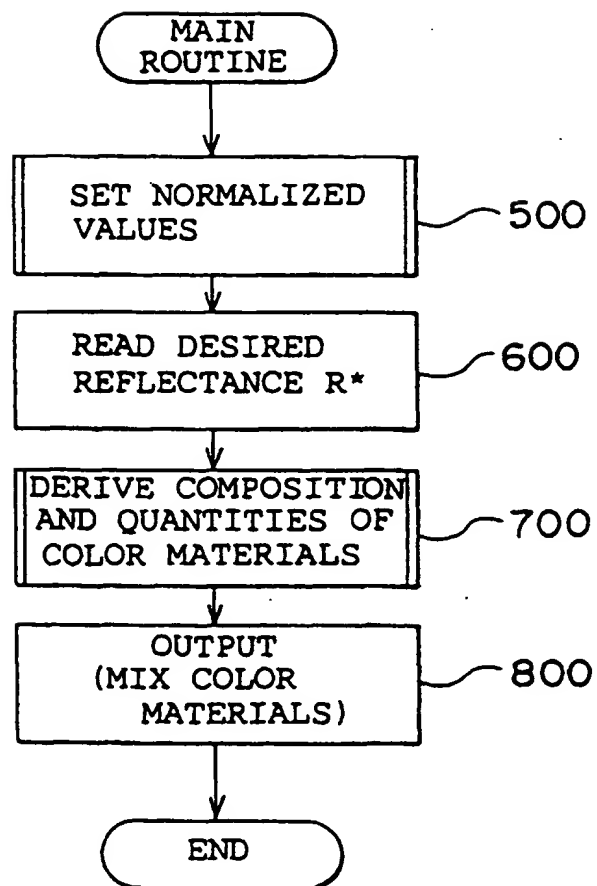 MAIN
ROUTINE
SET NORMALIZED
VALUES
500
READ DESIRED
REFLECTANCE R*
600
DERIVE COMPOSITION
AND QUANTITIES OF
COLOR MATERIALS
700
OUTPUT
(MIX COLOR
MATERIALS)
800
END